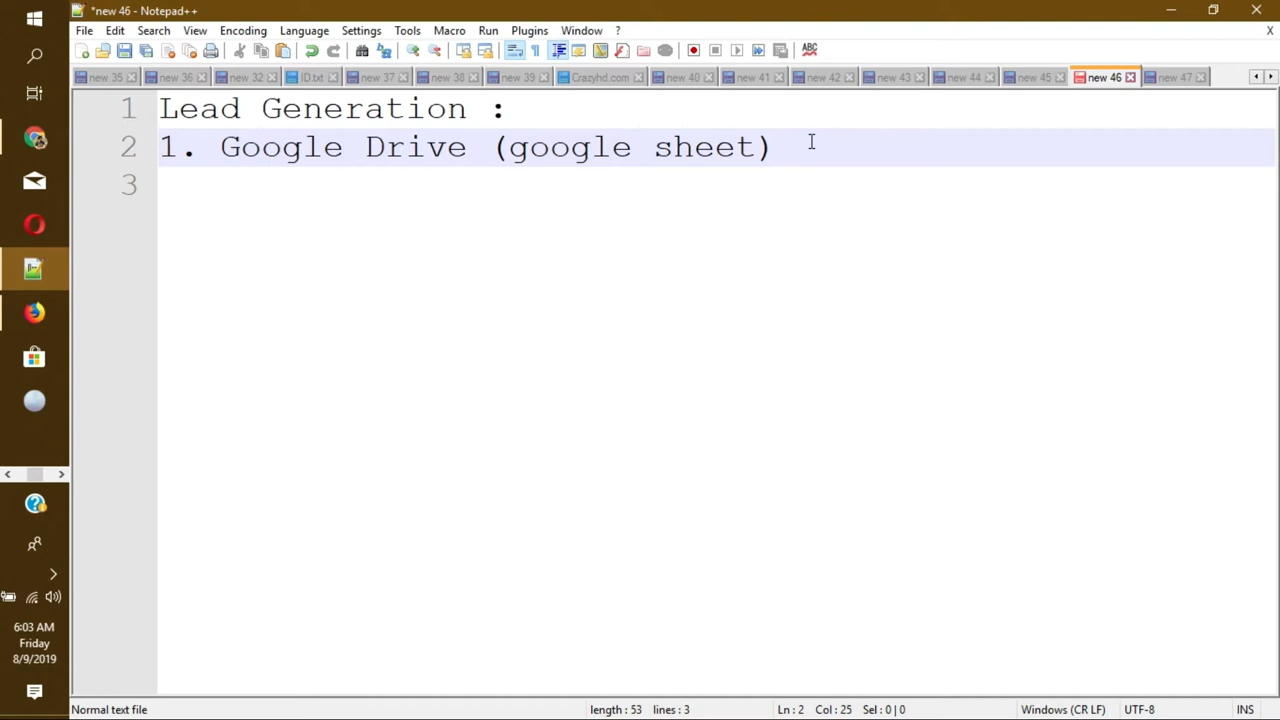 *new 46 - Notepad++
File Edit Search View Encoding Language Settings Tools Macro Run Plugins Window ? X
new 35 new 36 new 32 ID.txt new 37 new 38 new 39 Crazyhd.com new 40 new 41 new 42 new 43 new 44 new 45 new 46 new 47
1 Lead Generation :
2 1. Google Drive (google sheet)
3
6:03 AM
Friday
8/9/2019
Normal text file length : 53 lines : 3 Ln : 2 Col : 25 Sel : 0 | 0 Windows (CR LF) UTF-8 INS